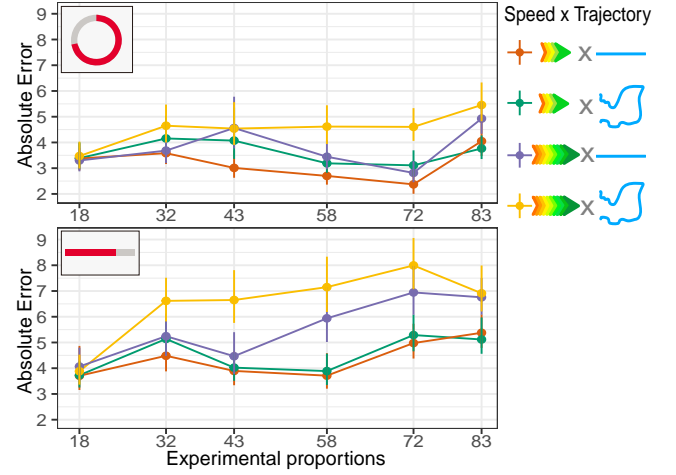 Speed x Trajectory
9
8
7
6
5
4
3
2
Absolute Error
18 32 43 58 72 83
X
X
X
X
9
8
7
6
5
4
3
2
Absolute Error
18 32 43 58 72 83
Experimental proportions